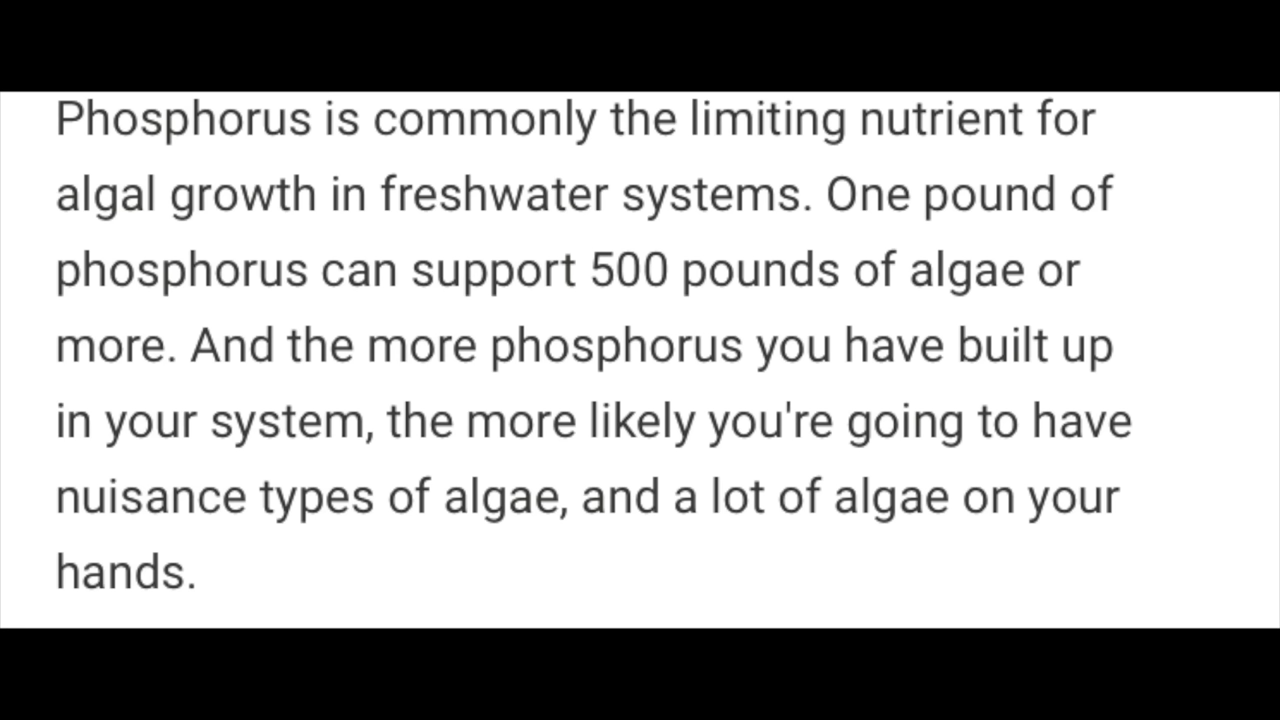 Phosphorus is commonly the limiting nutrient for
algal growth in freshwater systems. One pound of
phosphorus can support 500 pounds of algae or
more. And the more phosphorus you have built up
in your system, the more likely you're going to have
nuisance types of algae, and a lot of algae on your
hands.